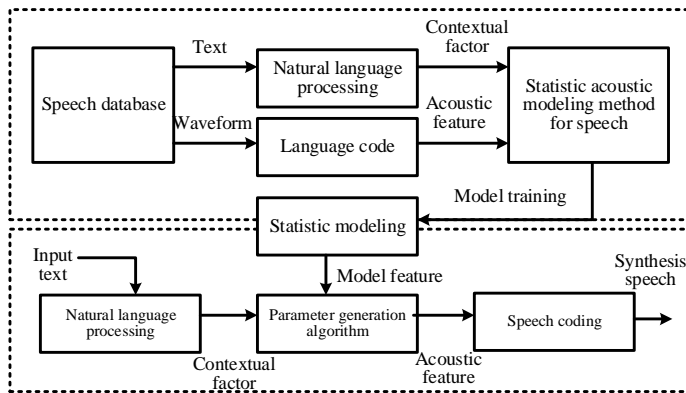 Text
Contextual
factor
Speech database
Natural language
processing
Statistic acoustic
modeling method
for speech
Waveform
Acoustic
feature
Language code
Model training
Statistic modeling
Input
text
Model feature
Synthesis
speech
Natural language
processing
Parameter generation
algorithm
Speech coding
Contextual
factor
Acoustic
feature